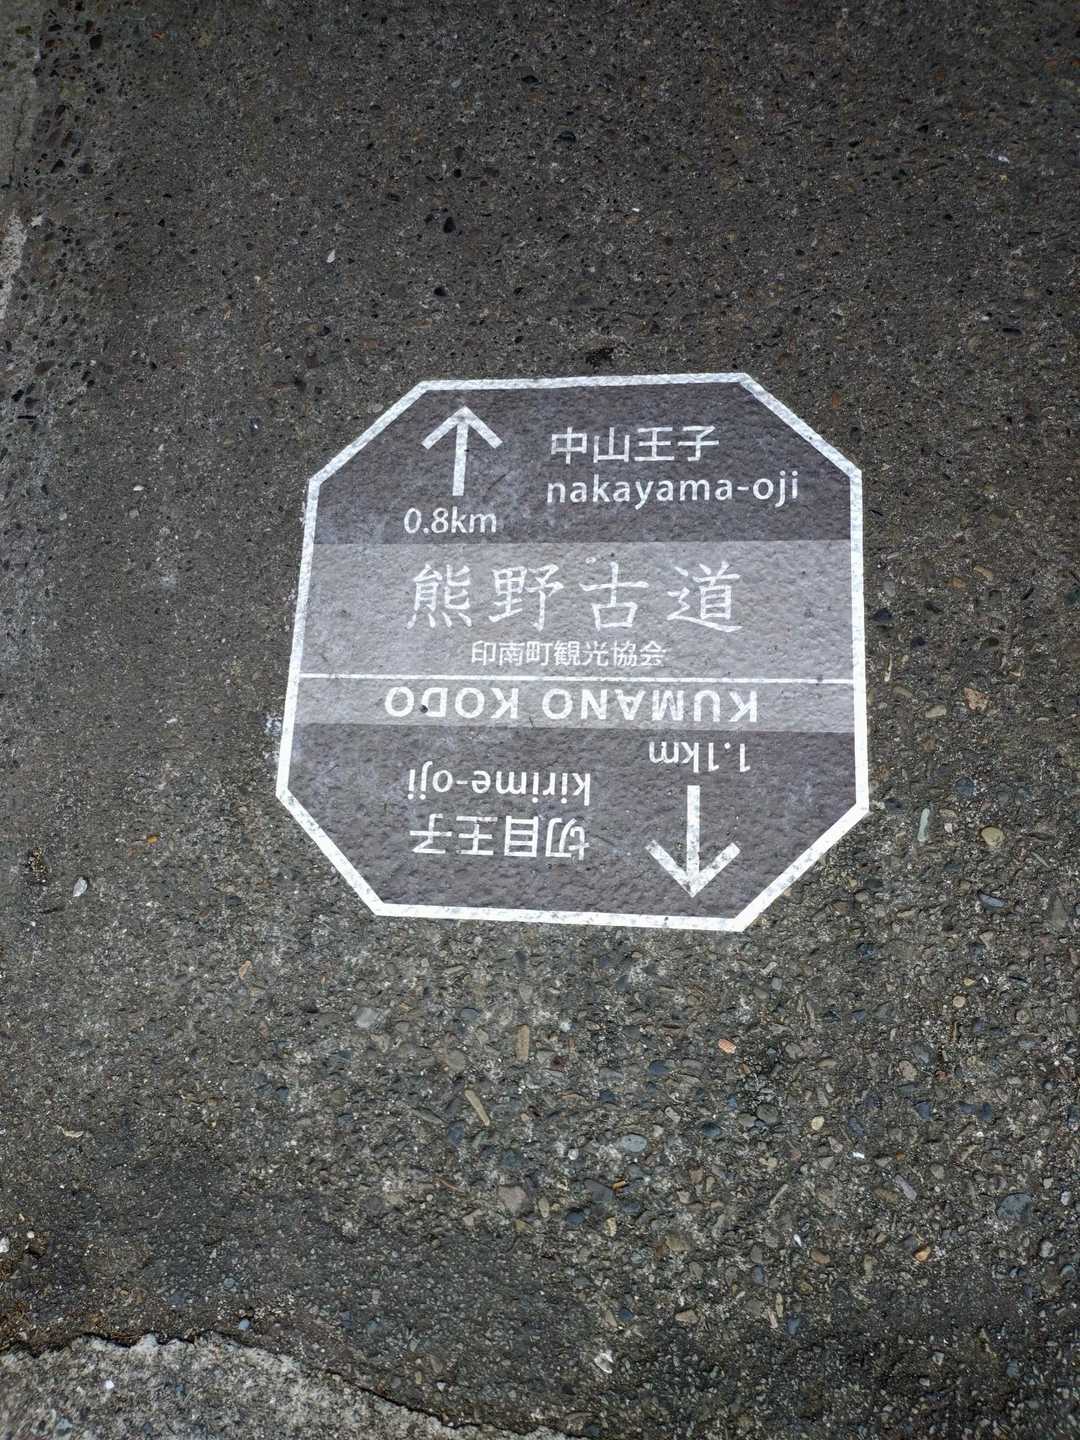 中山王子
nakayama-oji
0.8km
熊野古道
印南町観光協会
KUMANO KODO
1.1km
kirime-oji
切目王子